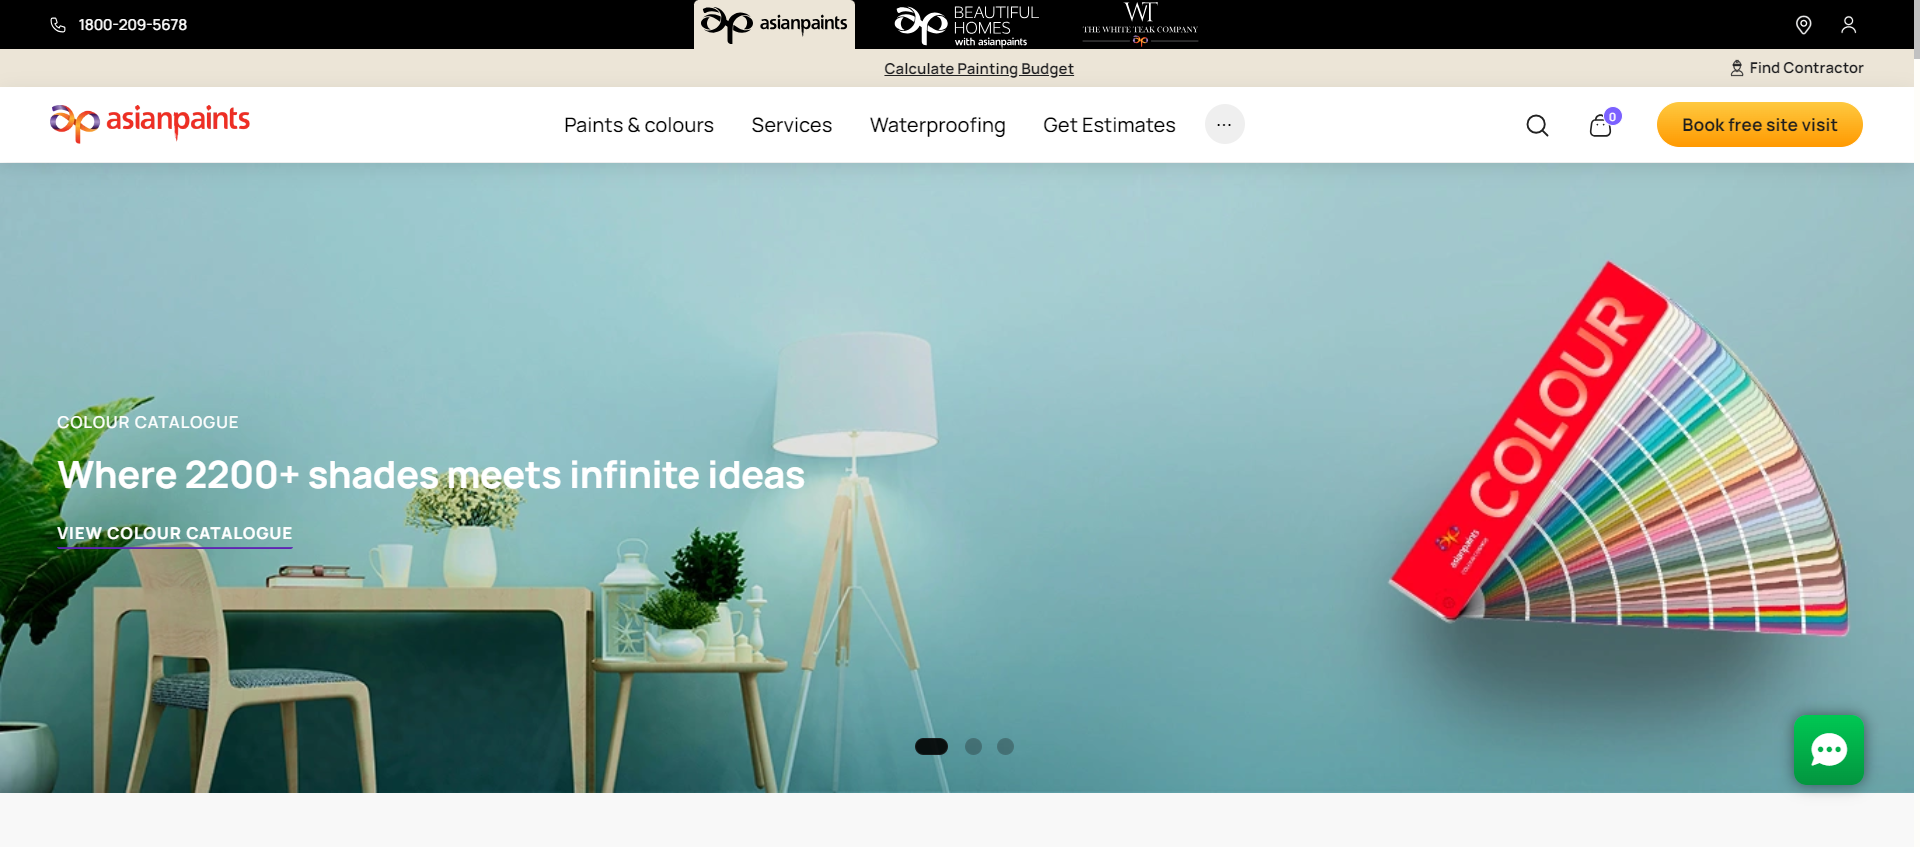 1800-209-5678
asianpaints
BEAUTIFUL
HOMES
with asianpaints
WT
THE WHITE TEAK COMPANY
ap
Calculate Painting Budget
Find Contractor
ap asianpaints
Paints & colours
Services
Waterproofing
Get Estimates
...
0
Book free site visit
COLOUR CATALOGUE
Where 2200+ shades meets infinite ideas
VIEW COLOUR CATALOGUE
COLOUR
asianpaints